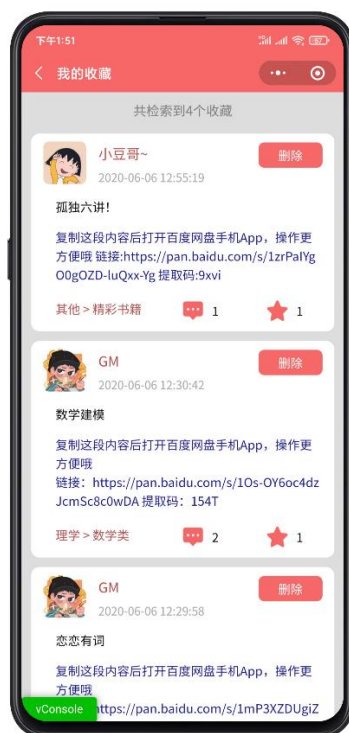 下午1:51
67
我的收藏
共检索到4个收藏
小豆哥~
删除
2020-06-06 12:55:19
孤独六讲!
复制这段内容后打开百度网盘手机App，操作更
方便哦 链接:https://pan.baidu.com/s/1zrPaIYg
O0gOZD-luQxx-Yg 提取码:9xvi
其他 > 精彩书籍
1
1
GM
删除
2020-06-06 12:30:42
数学建模
复制这段内容后打开百度网盘手机App，操作更
方便哦
链接：https://pan.baidu.com/s/1Os-OY6oc4dz
JcmSc8c0wDA 提取码：154T
理学 > 数学类
2
1
GM
删除
2020-06-06 12:29:58
恋恋有词
复制这段内容后打开百度网盘手机App，操作更
方便哦
vConsole
https://pan.baidu.com/s/1mP3XZDUgiZ